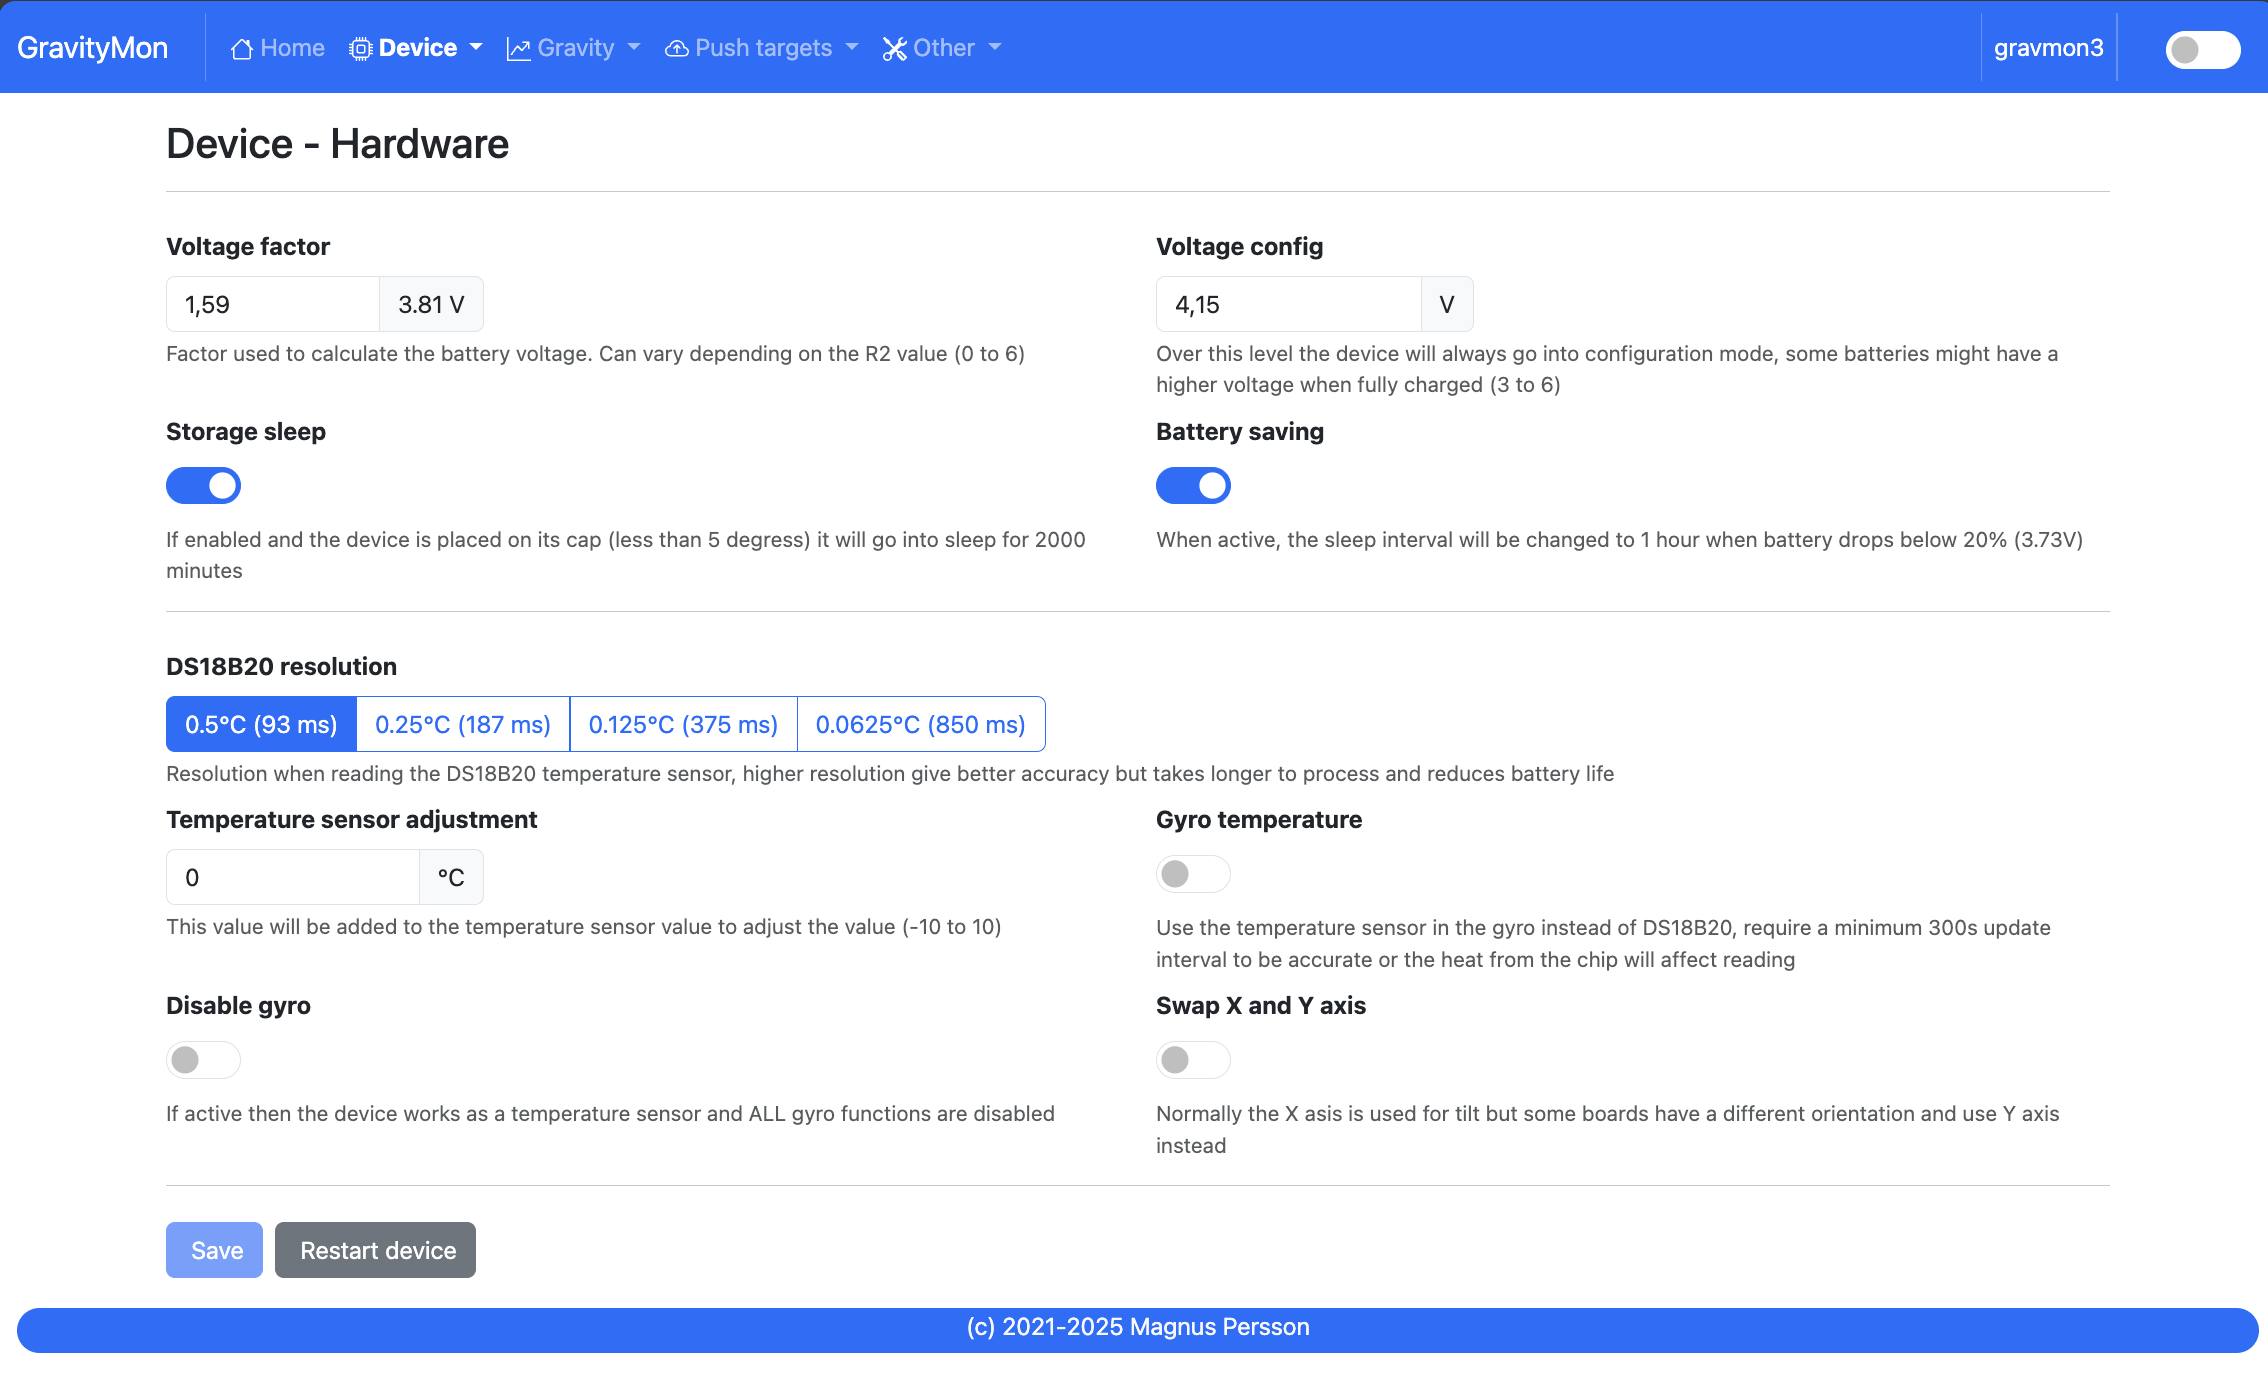 GravityMon
Home
Device
Gravity
Push targets
Other
gravmon3
Device - Hardware
Voltage factor
1,59
3.81 V
Factor used to calculate the battery voltage. Can vary depending on the R2 value (0 to 6)
Voltage config
4,15
V
Over this level the device will always go into configuration mode, some batteries might have a
higher voltage when fully charged (3 to 6)
Storage sleep
If enabled and the device is placed on its cap (less than 5 degress) it will go into sleep for 2000
minutes
Battery saving
When active, the sleep interval will be changed to 1 hour when battery drops below 20% (3.73V)
DS18B20 resolution
0.5°C (93 ms)
0.25°C (187 ms)
0.125°C (375 ms)
0.0625°C (850 ms)
Resolution when reading the DS18B20 temperature sensor, higher resolution give better accuracy but takes longer to process and reduces battery life
Temperature sensor adjustment
0
°C
This value will be added to the temperature sensor value to adjust the value (-10 to 10)
Gyro temperature
Use the temperature sensor in the gyro instead of DS18B20, require a minimum 300s update
interval to be accurate or the heat from the chip will affect reading
Disable gyro
If active then the device works as a temperature sensor and ALL gyro functions are disabled
Swap X and Y axis
Normally the X asis is used for tilt but some boards have a different orientation and use Y axis
instead
Save
Restart device
(c) 2021-2025 Magnus Persson